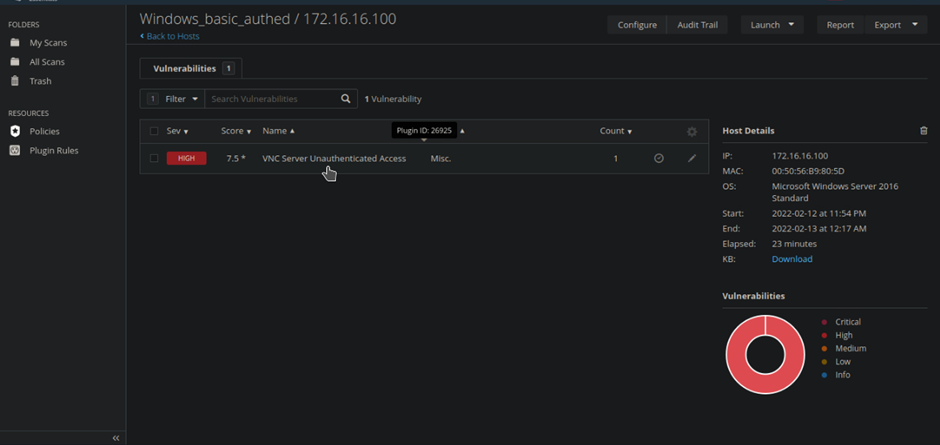 Windows_basic_authed / 172.16.16.100
Configure
Audit Trail
Launch
Report
Export
Back to Hosts
FOLDERS
My Scans
All Scans
Trash
RESOURCES
Policies
Plugin Rules
Vulnerabilities 1
1 Filter Search Vulnerabilities 1 Vulnerability
Sev Score Name Plugin ID: 26925 Count
HIGH 7.5 * VNC Server Unauthenticated Access Misc. 1
Host Details
IP: 172.16.16.100
MAC: 00:50:56:B9:80:5D
OS: Microsoft Windows Server 2016
Standard
Start: 2022-02-12 at 11:54 PM
End: 2022-02-13 at 12:17 AM
Elapsed: 23 minutes
KB: Download
Vulnerabilities
Critical
High
Medium
Low
Info